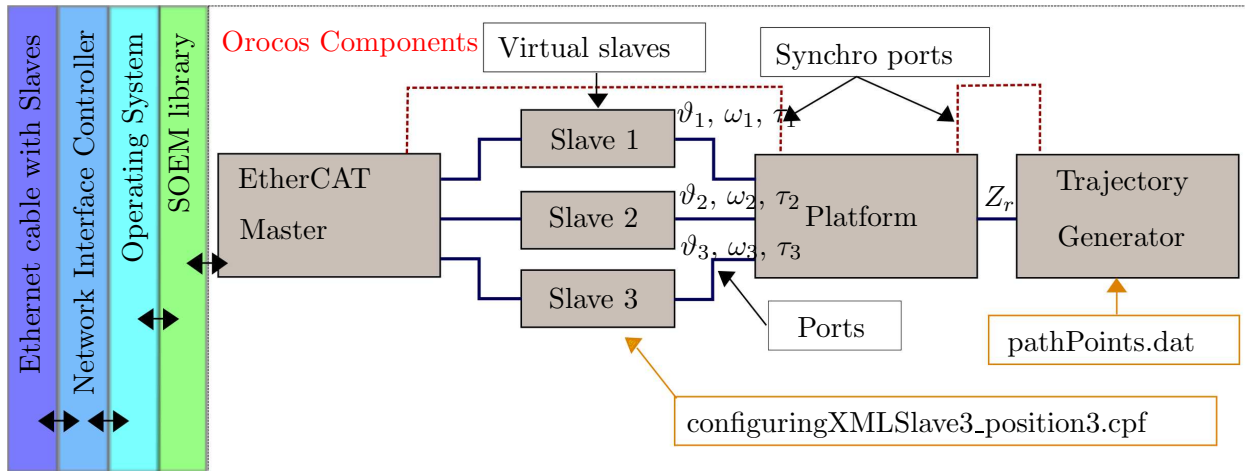 Ethernet cable with Slaves
Network Interface Controller
Operating System
SOEM library
Orocos Components
Virtual slaves
Synchro ports
EtherCAT
Master
Slave 1
Slave 2
Slave 3
ϑ₁, ω₁, τ₁
ϑ₂, ω₂, τ₂
ϑ₃, ω₃, τ₃
Platform
Zᵣ
Trajectory
Generator
Ports
pathPoints.dat
configuringXMLSlave3_position3.cpf